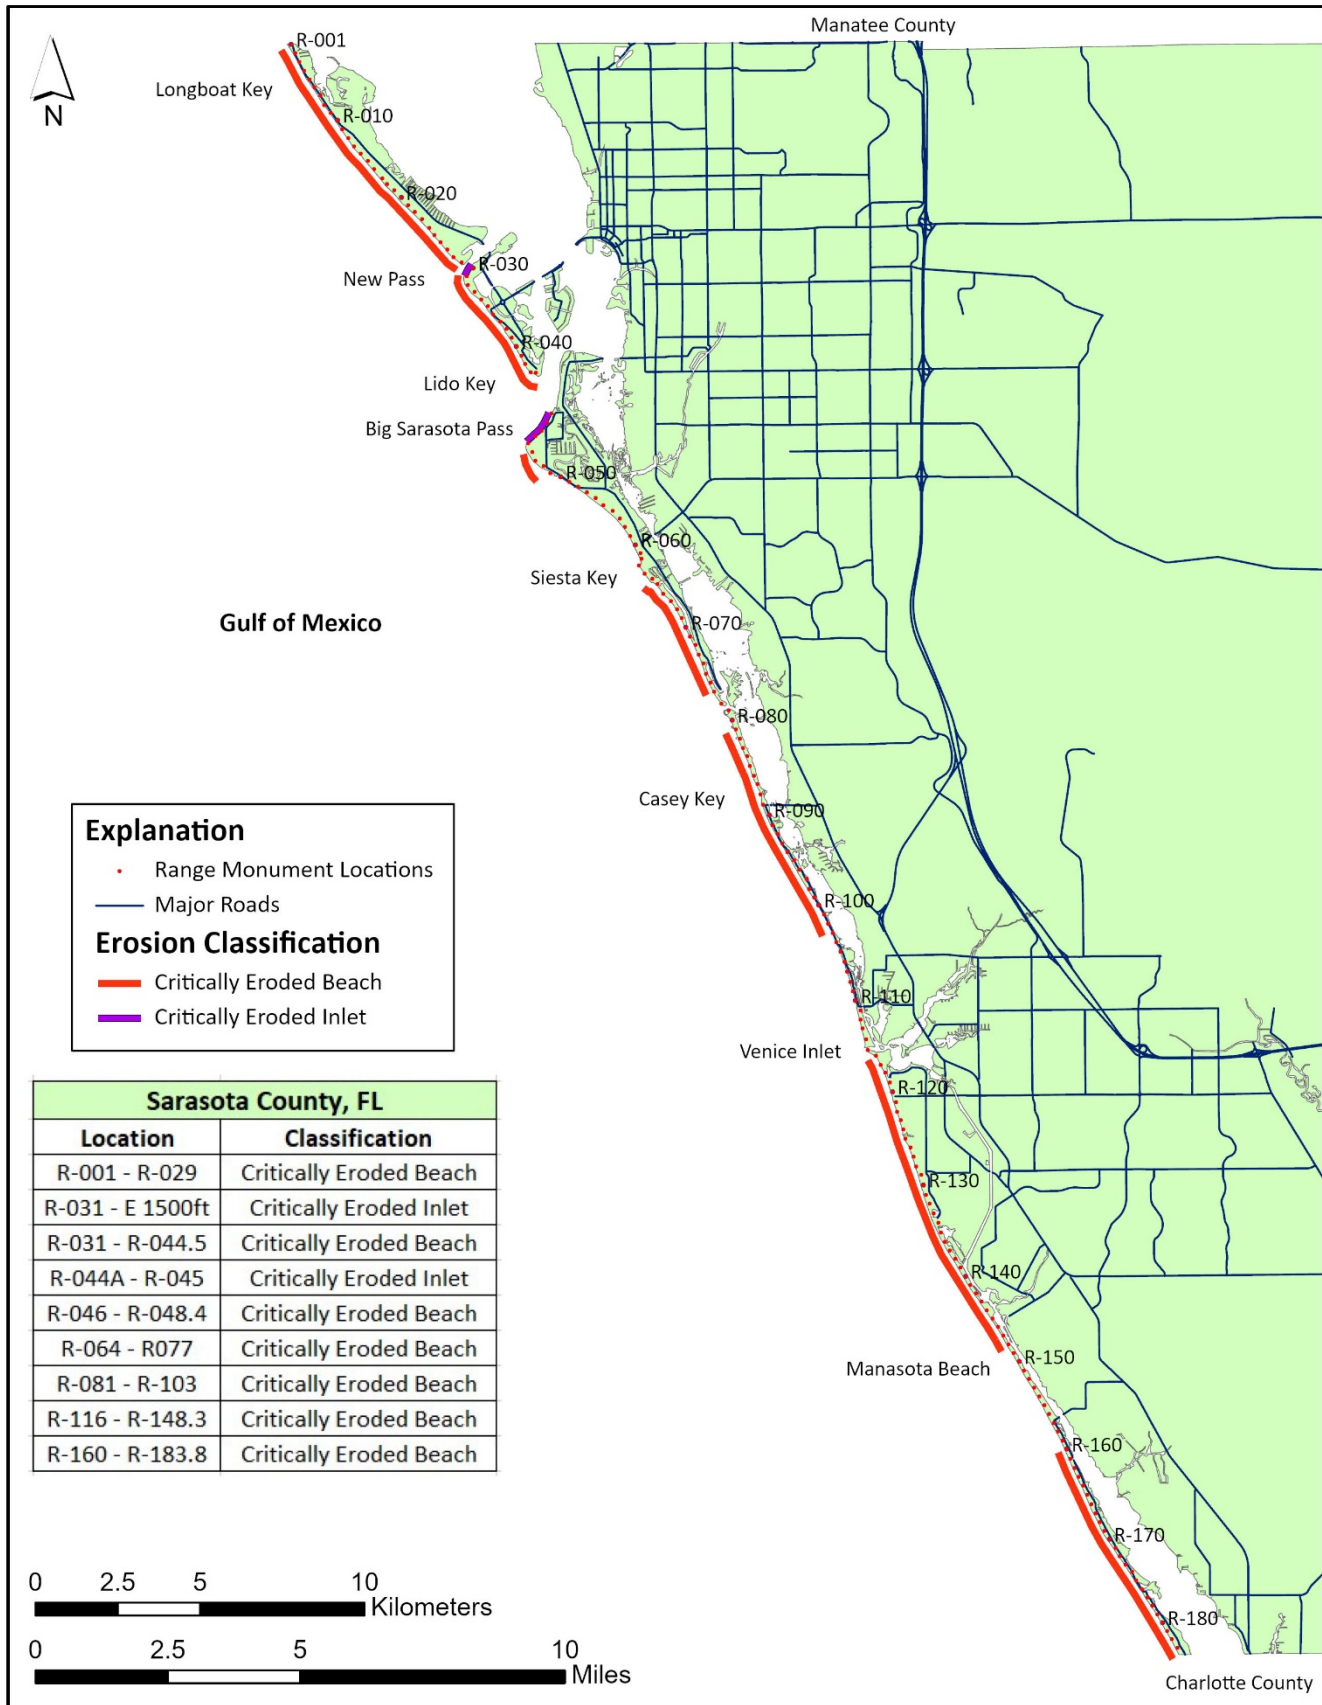 Manatee County
R-001
N
Longboat Key
R-010
R-020
New Pass
R-030
R-040
Lido Key
Big Sarasota Pass
R-050
R-060
Siesta Key
Gulf of Mexico
R-070
R-080
Casey Key
R-090
R-100
R-110
Venice Inlet
R-120
R-130
R-140
Manasota Beach
R-150
R-160
R-170
R-180
Charlotte County
Explanation
Range Monument Locations
Major Roads
Erosion Classification
Critically Eroded Beach
Critically Eroded Inlet
Sarasota County, FL
Location Classification
R-001 - R-029 Critically Eroded Beach
R-031 - E 1500ft Critically Eroded Inlet
R-031 - R-044.5 Critically Eroded Beach
R-044A - R-045 Critically Eroded Inlet
R-046 - R-048.4 Critically Eroded Beach
R-064 - R077 Critically Eroded Beach
R-081 - R-103 Critically Eroded Beach
R-116 - R-148.3 Critically Eroded Beach
R-160 - R-183.8 Critically Eroded Beach
0 2.5 5 10
Kilometers
0 2.5 5 10
Miles